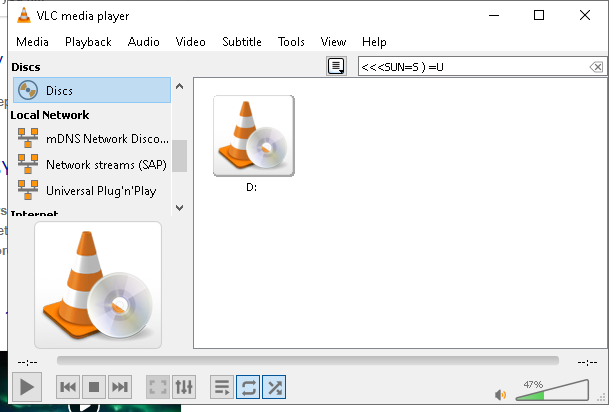 VLC media player
Media Playback Audio Video Subtitle Tools View Help
Discs
<<<SUN=S ) =U
Discs
Local Network
mDNS Network Disco...
Network streams (SAP)
Universal Plug'n'Play
Internet
D:
--:-- --:--
47%